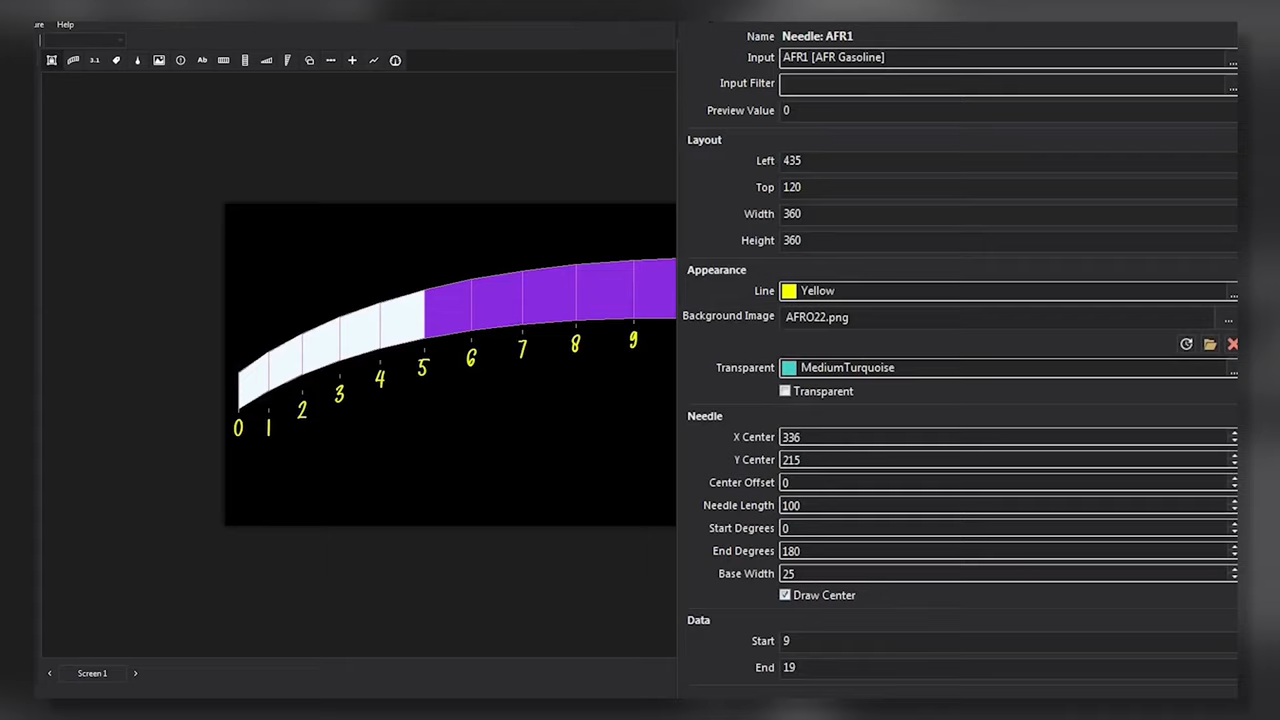 ure Help
3.1 Ab
0 1 2 3 4 5 6 7 8 9
Screen 1
Name Needle: AFR1
Input AFR1 [AFR Gasoline] ...
Input Filter ...
Preview Value 0
Layout
Left 435
Top 120
Width 360
Height 360
Appearance
Line Yellow ...
Background Image AFRO22.png ...
Transparent MediumTurquoise ...
Transparent
Needle
X Center 336
Y Center 215
Center Offset 0
Needle Length 100
Start Degrees 0
End Degrees 180
Base Width 25
Draw Center
Data
Start 9
End 19